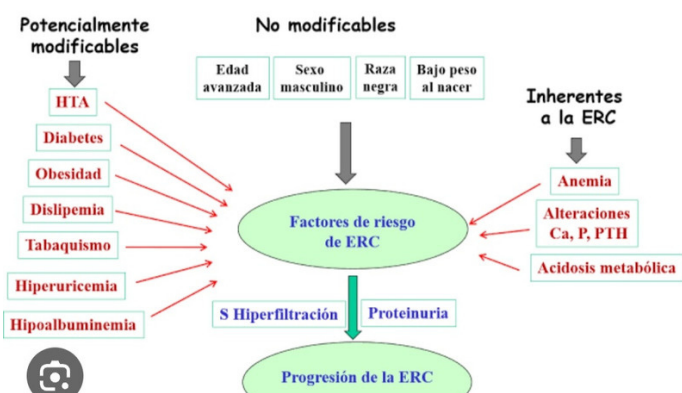 Potencialmente
modificables
No modificables
Edad
avanzada
Sexo
masculino
Raza
negra
Bajo peso
al nacer
Inherentes
a la ERC
HTA
Diabetes
Obesidad
Dislipemia
Tabaquismo
Hiperuricemia
Hipoalbuminemia
Factores de riesgo
de ERC
Anemia
Alteraciones
Ca, P, PTH
Acidosis metabólica
S Hiperfiltración
Proteinuria
Progresión de la ERC